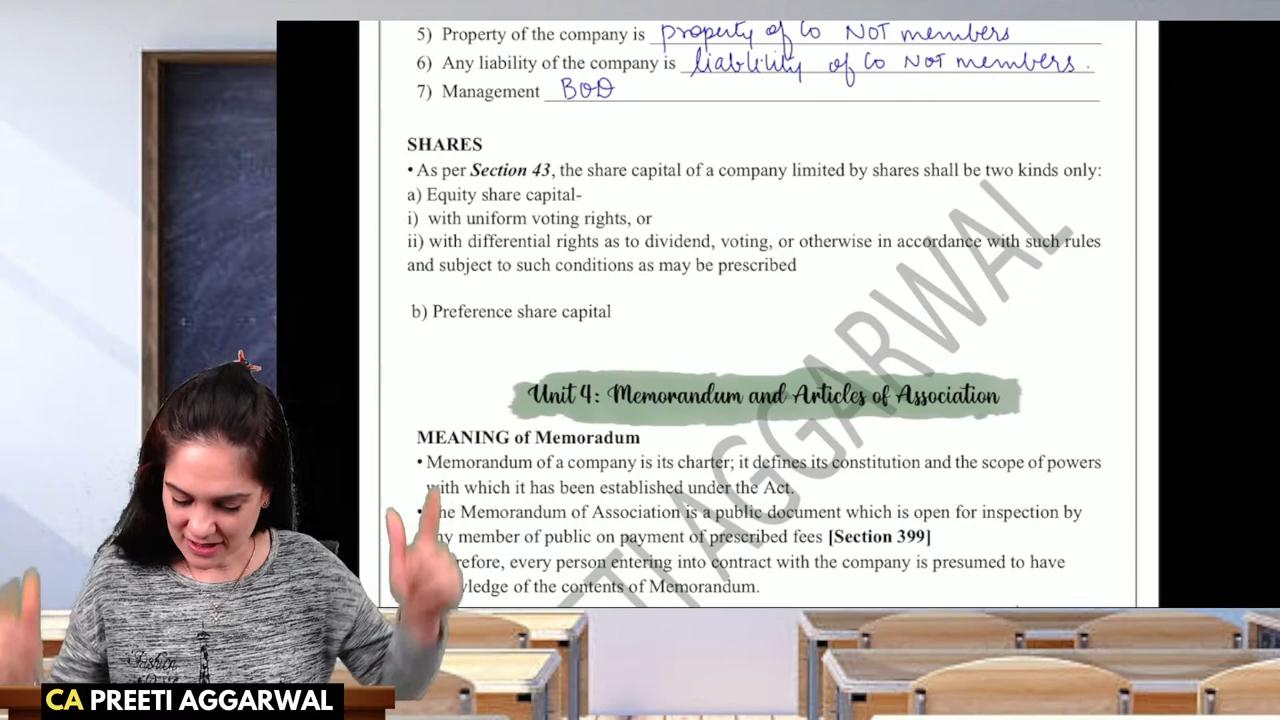 5) Property of the company is property of Co NOT members
6) Any liability of the company is liability of Co NOT members.
7) Management BOD
SHARES
• As per Section 43, the share capital of a company limited by shares shall be two kinds only:
a) Equity share capital-
i) with uniform voting rights, or
ii) with differential rights as to dividend, voting, or otherwise in accordance with such rules
and subject to such conditions as may be prescribed
b) Preference share capital
Unit 4: Memorandum and Articles of Association
MEANING of Memoradum
• Memorandum of a company is its charter; it defines its constitution and the scope of powers
with which it has been established under the Act.
he Memorandum of Association is a public document which is open for inspection by
y member of public on payment of prescribed fees [Section 399]
refore, every person entering into contract with the company is presumed to have
ledge of the contents of Memorandum.
ETI AGGARWAL
Fashion
CA PREETI AGGARWAL